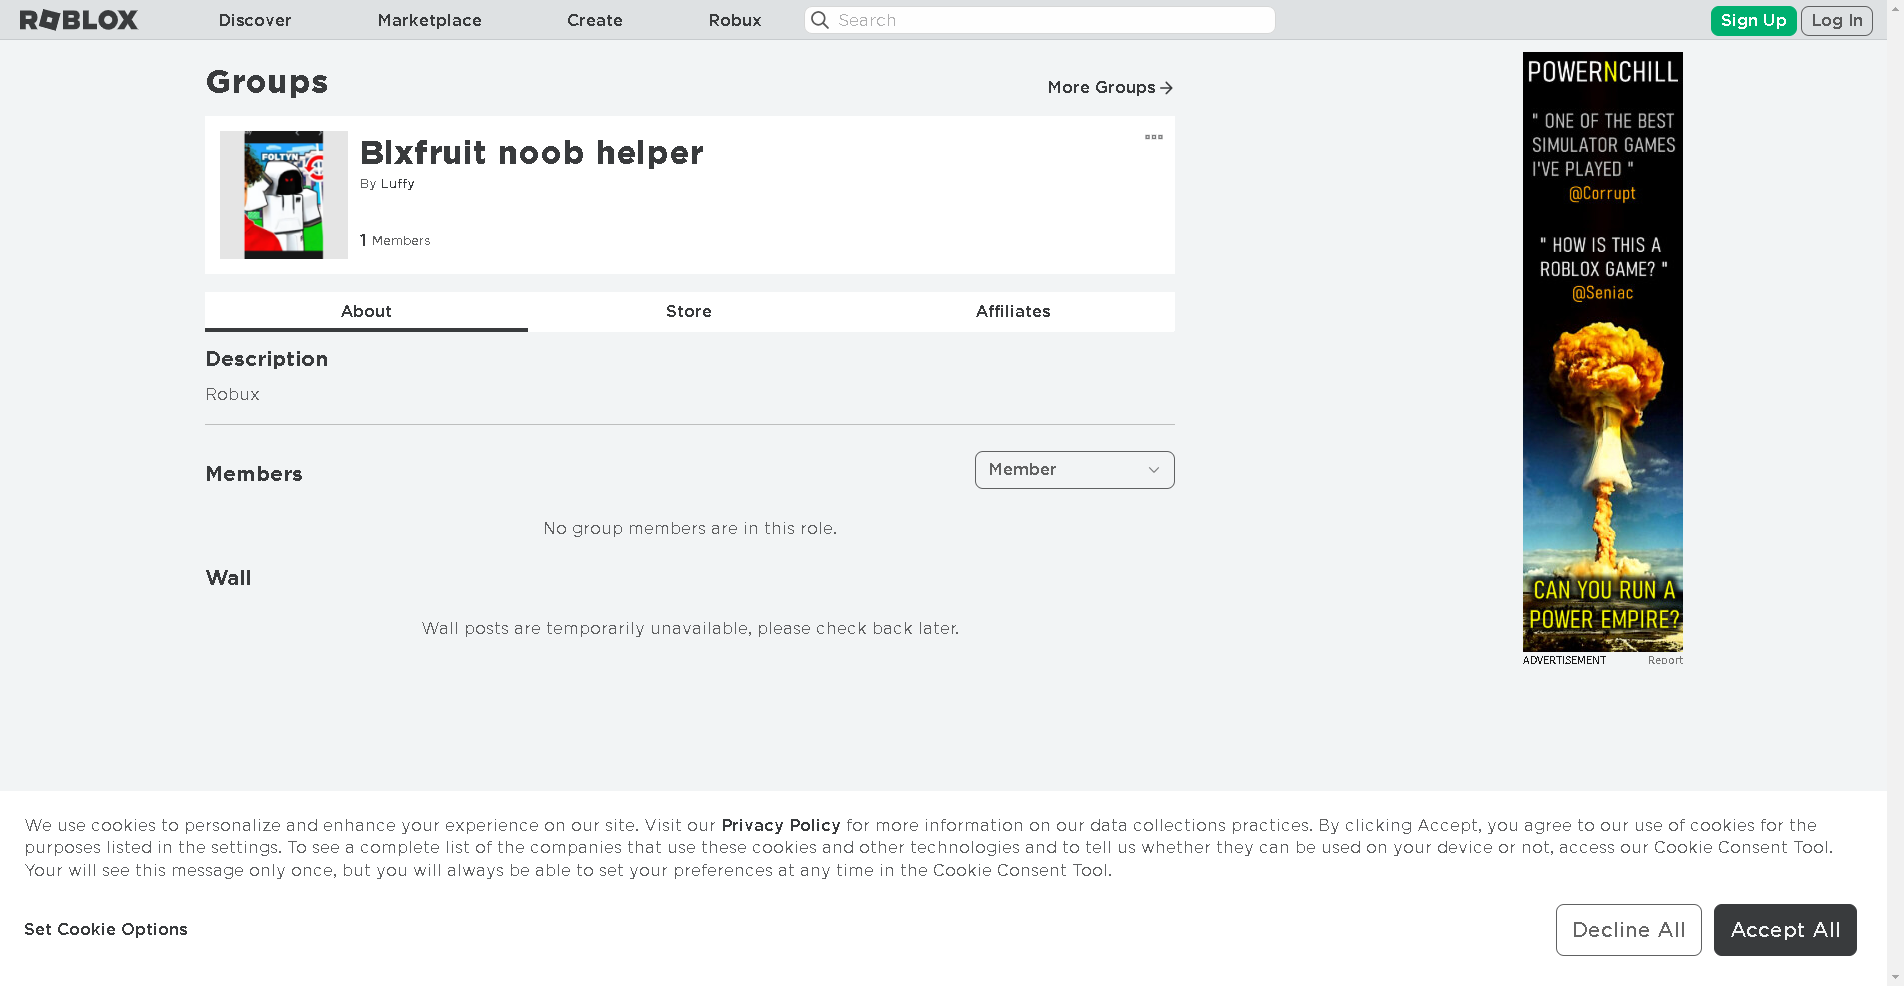 ROBLOX
Discover
Marketplace
Create
Robux
Search
Sign Up
Log In
Groups
More Groups
FOLTYN
Blxfruit noob helper
By Luffy
1 Members
About
Store
Affiliates
Description
Robux
Members
Member
No group members are in this role.
Wall
Wall posts are temporarily unavailable, please check back later.
POWERNCHILL
" ONE OF THE BEST
SIMULATOR GAMES
I'VE PLAYED "
@Corrupt
" HOW IS THIS A
ROBLOX GAME? "
@Seniac
CAN YOU RUN A
POWER EMPIRE?
ADVERTISEMENT
Report
We use cookies to personalize and enhance your experience on our site. Visit our Privacy Policy for more information on our data collections practices. By clicking Accept, you agree to our use of cookies for the
purposes listed in the settings. To see a complete list of the companies that use these cookies and other technologies and to tell us whether they can be used on your device or not, access our Cookie Consent Tool.
Your will see this message only once, but you will always be able to set your preferences at any time in the Cookie Consent Tool.
Set Cookie Options
Decline All
Accept All